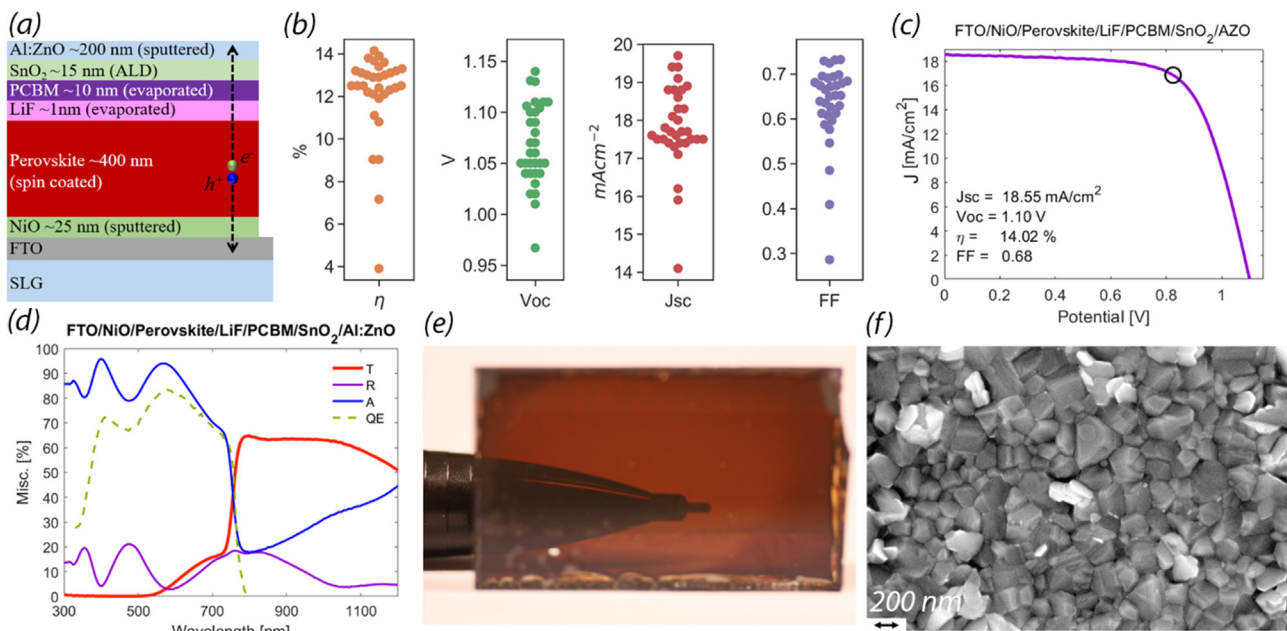 (a)
Al:ZnO ~200 nm (sputtered)
SnO₂ ~15 nm (ALD)
PCBM ~10 nm (evaporated)
LiF ~1nm (evaporated)
Perovskite ~400 nm
(spin coated)
e⁻
h⁺
NiO ~25 nm (sputtered)
FTO
SLG
(b)
%
14
12
10
8
6
4
η
V
1.15
1.10
1.05
1.00
0.95
Voc
mAcm⁻²
20
19
18
17
16
15
14
Jsc
0.7
0.6
0.5
0.4
0.3
FF
(c)
FTO/NiO/Perovskite/LiF/PCBM/SnO₂/AZO
J [mA/cm²]
18
16
14
12
10
8
6
4
2
0
Jsc = 18.55 mA/cm²
Voc = 1.10 V
η = 14.02 %
FF = 0.68
0 0.2 0.4 0.6 0.8 1
Potential [V]
(d)
FTO/NiO/Perovskite/LiF/PCBM/SnO₂/Al:ZnO
Misc. [%]
100
90
80
70
60
50
40
30
20
10
0
T
R
A
QE
300 500 700 900 1100
Wavelength [nm]
(e)
(f)
200 nm